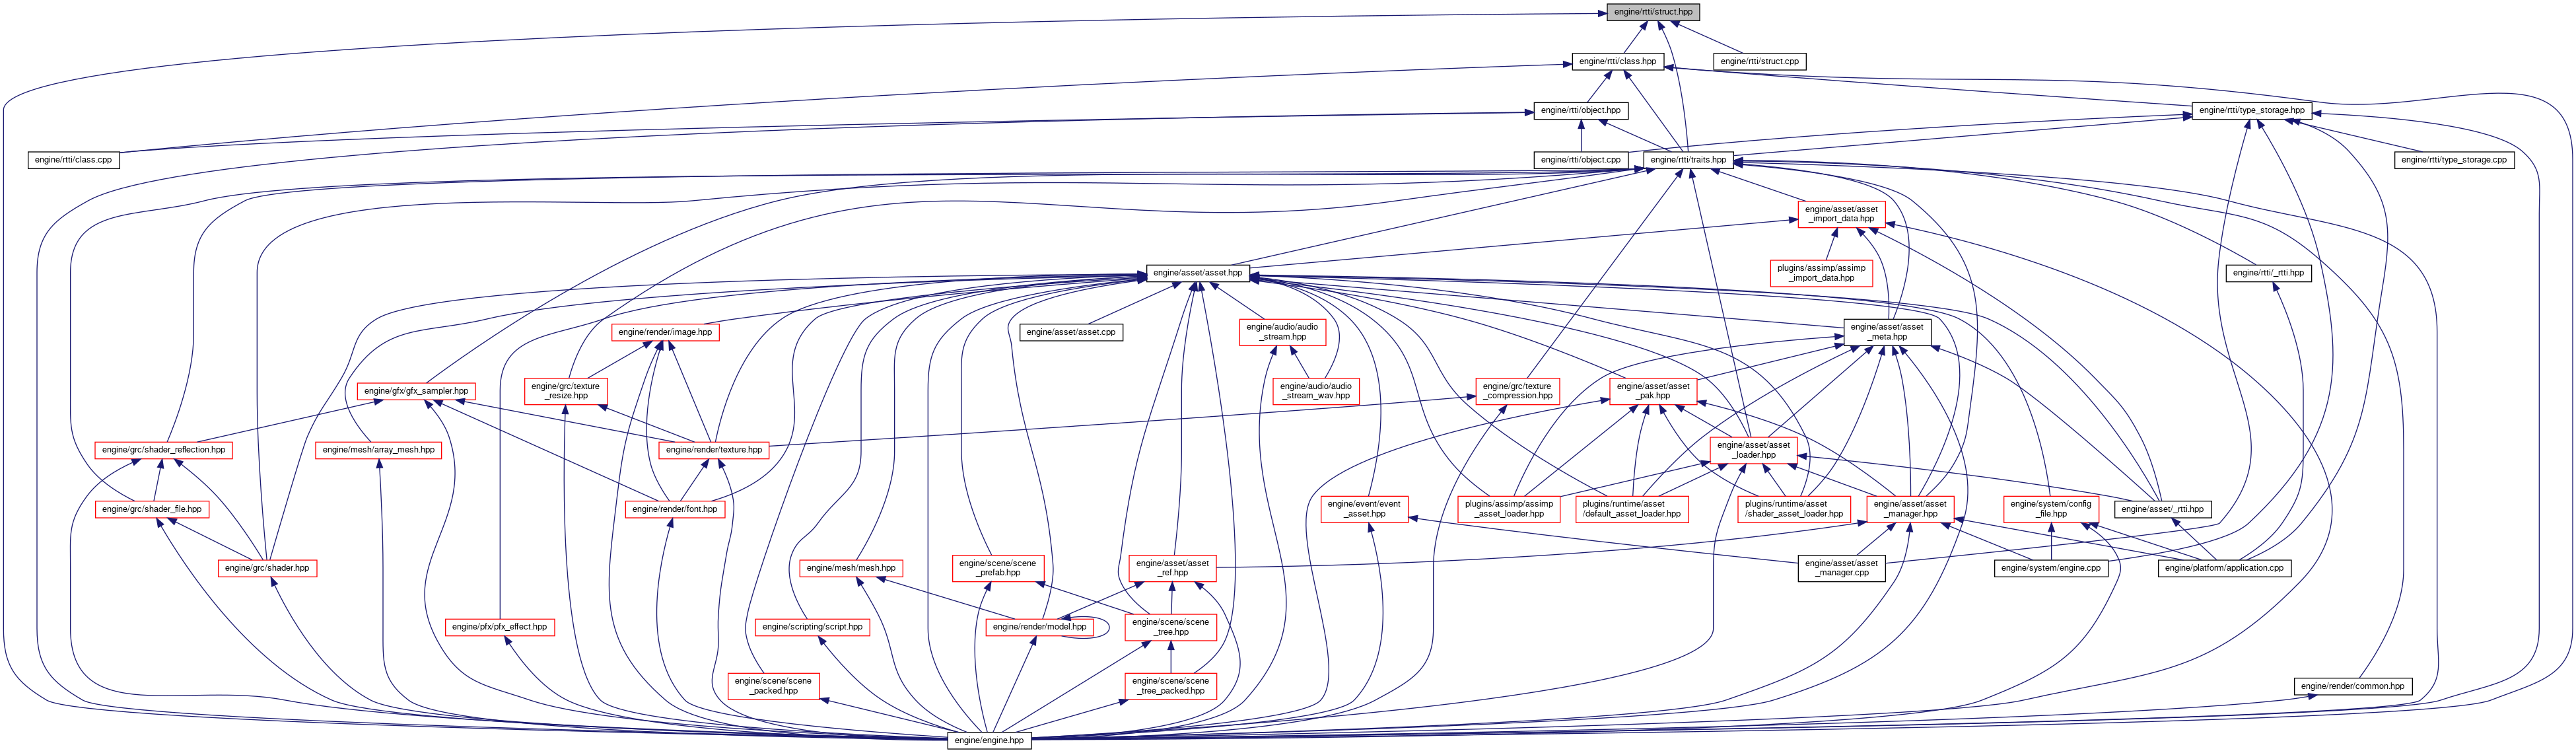 engine/rtti/struct.hpp
engine/rtti/class.hpp
engine/rtti/struct.cpp
engine/rtti/object.hpp
engine/rtti/type_storage.hpp
engine/rtti/class.cpp
engine/rtti/object.cpp
engine/rtti/traits.hpp
engine/rtti/type_storage.cpp
engine/asset/asset
_import_data.hpp
engine/asset/asset.hpp
plugins/assimp/assimp
_import_data.hpp
engine/rtti/_rtti.hpp
engine/render/image.hpp
engine/asset/asset.cpp
engine/audio/audio
_stream.hpp
engine/asset/asset
_meta.hpp
engine/gfx/gfx_sampler.hpp
engine/grc/texture
_resize.hpp
engine/audio/audio
_stream_wav.hpp
engine/grc/texture
_compression.hpp
engine/asset/asset
_pak.hpp
engine/grc/shader_reflection.hpp
engine/mesh/array_mesh.hpp
engine/render/texture.hpp
engine/asset/asset
_loader.hpp
engine/grc/shader_file.hpp
engine/render/font.hpp
engine/event/event
_asset.hpp
plugins/assimp/assimp
_asset_loader.hpp
plugins/runtime/asset
/default_asset_loader.hpp
plugins/runtime/asset
/shader_asset_loader.hpp
engine/asset/asset
_manager.hpp
engine/system/config
_file.hpp
engine/asset/_rtti.hpp
engine/grc/shader.hpp
engine/mesh/mesh.hpp
engine/scene/scene
_prefab.hpp
engine/asset/asset
_ref.hpp
engine/asset/asset
_manager.cpp
engine/system/engine.cpp
engine/platform/application.cpp
engine/pfx/pfx_effect.hpp
engine/scripting/script.hpp
engine/render/model.hpp
engine/scene/scene
_tree.hpp
engine/scene/scene
_packed.hpp
engine/scene/scene
_tree_packed.hpp
engine/render/common.hpp
engine/engine.hpp